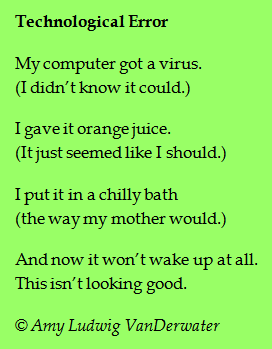 Technological Error
My computer got a virus.
(I didn't know it could.)
I gave it orange juice.
(It just seemed like I should.)
I put it in a chilly bath
(the way my mother would.)
And now it won't wake up at all.
This isn't looking good.
© Amy Ludwig VanDerwater